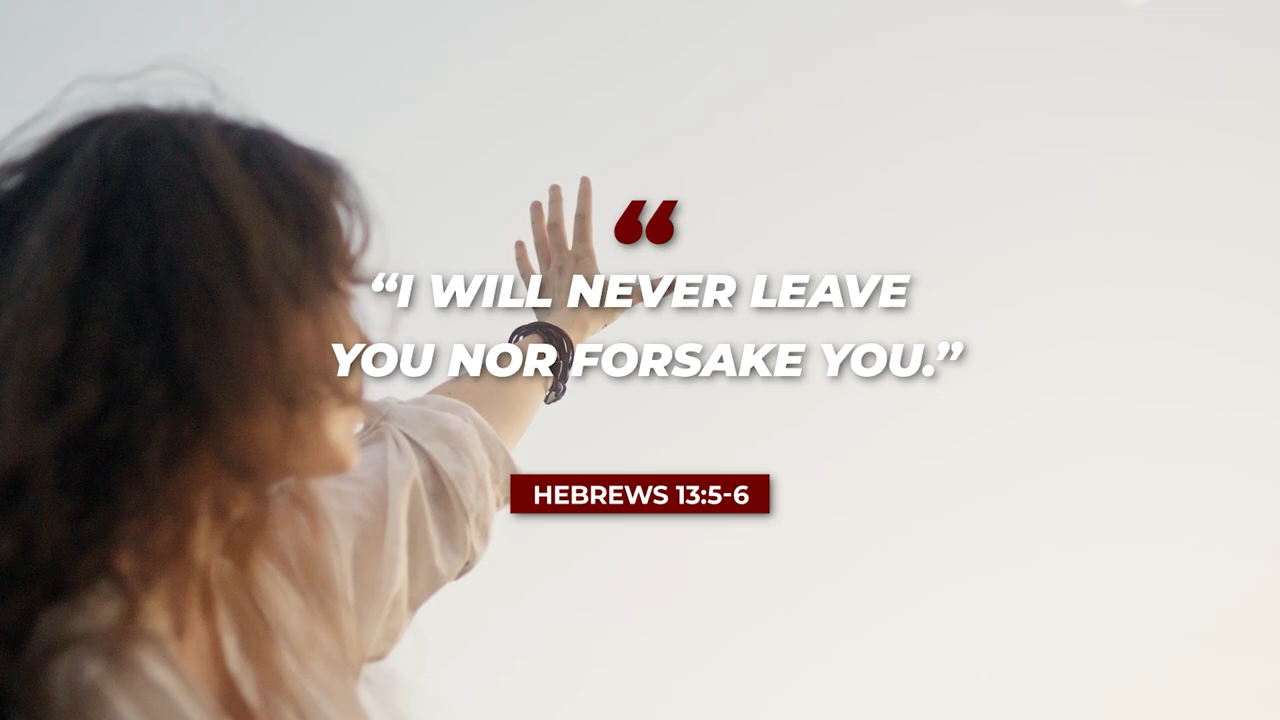 “
“I WILL NEVER LEAVE
YOU NOR FORSAKE YOU.”
HEBREWS 13:5-6